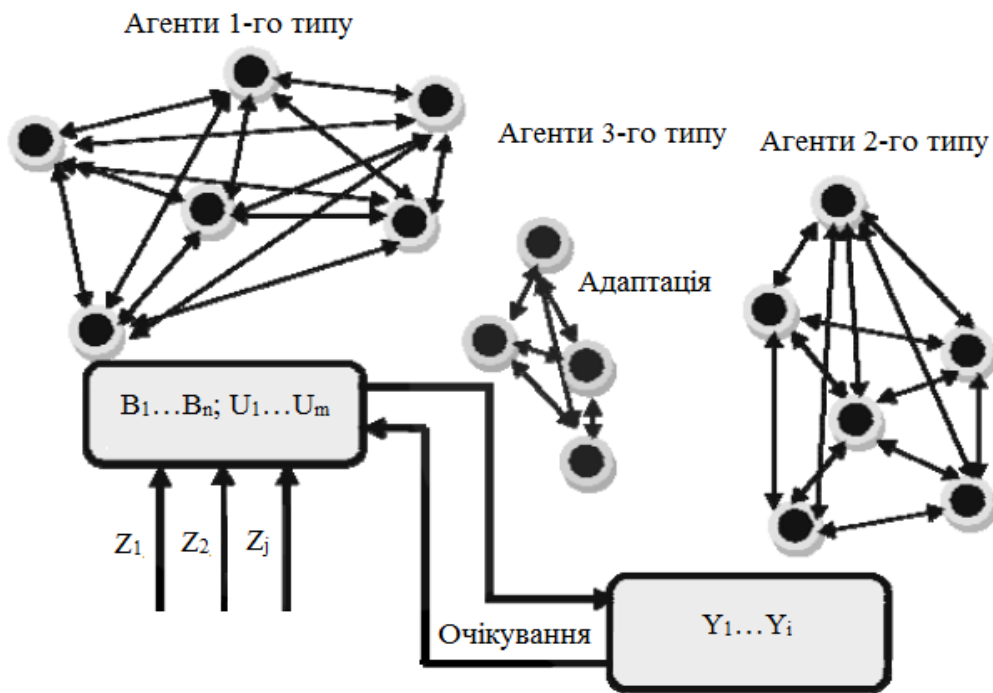 Агенти 1-го типу
Агенти 3-го типу
Агенти 2-го типу
Адаптація
B₁…Bₙ; U₁…Uₘ
Z₁ Z₂ Zⱼ
Очікування
Y₁…Yᵢ